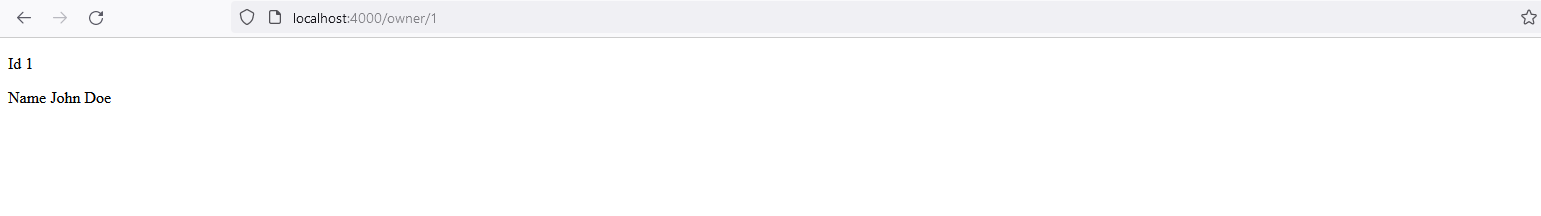 localhost:4000/owner/1
Id 1
Name John Doe